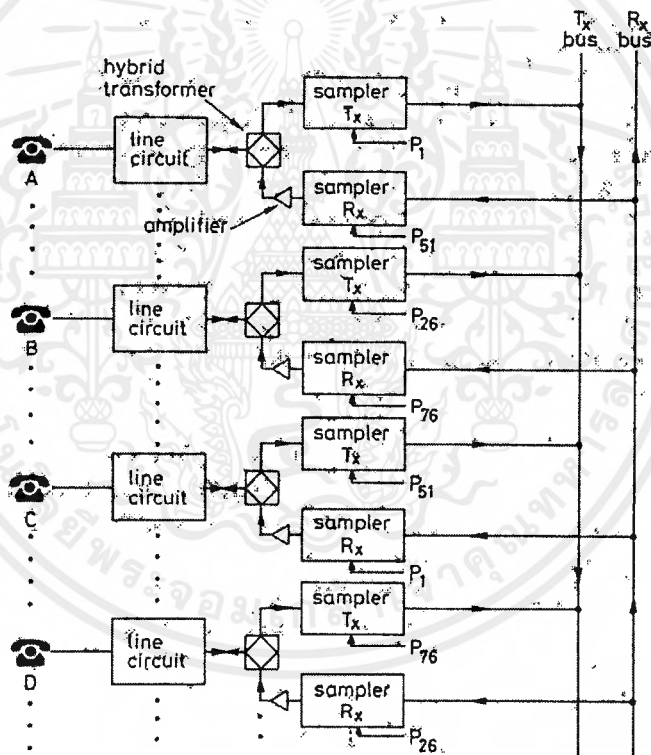 Tx bus
Rx bus
hybrid transformer
line circuit
sampler Tx
P1
A
amplifier
sampler Rx
P51
line circuit
sampler Tx
P26
B
sampler Rx
P76
line circuit
sampler Tx
P51
C
sampler Rx
P1
line circuit
sampler Tx
P76
D
sampler Rx
P26